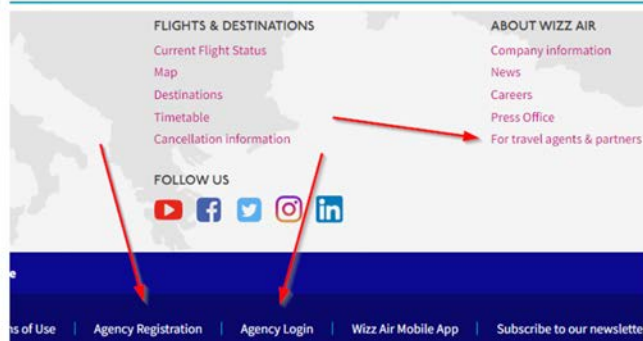 FLIGHTS & DESTINATIONS
Current Flight Status
Map
Destinations
Timetable
Cancellation information
FOLLOW US
ABOUT WIZZ AIR
Company information
News
Careers
Press Office
For travel agents & partners
e
ns of Use | Agency Registration | Agency Login | Wizz Air Mobile App | Subscribe to our newslette